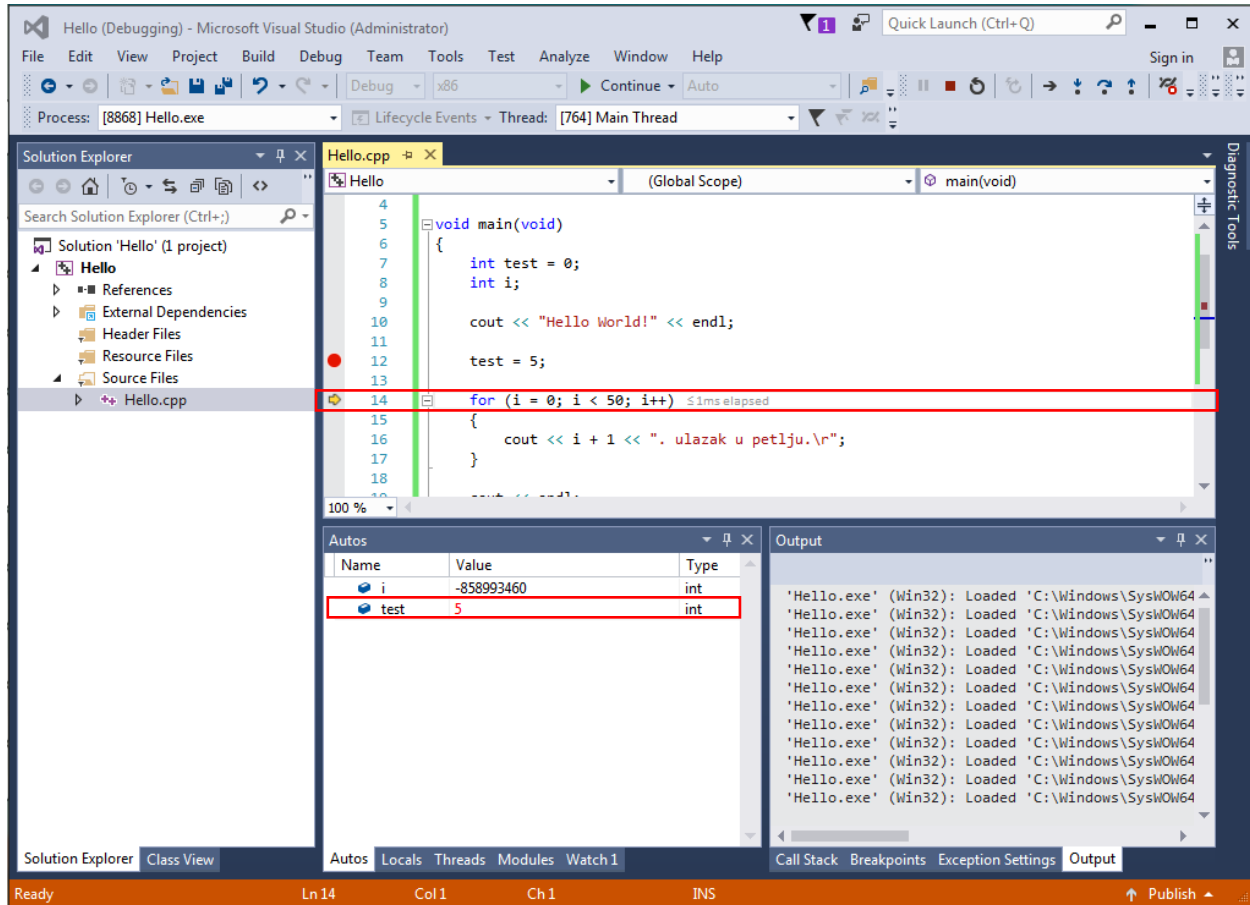 Hello (Debugging) - Microsoft Visual Studio (Administrator)
1
Quick Launch (Ctrl+Q)
File Edit View Project Build Debug Team Tools Test Analyze Window Help
Sign in
Debug x86 Continue Auto
Process: [8868] Hello.exe Lifecycle Events Thread: [764] Main Thread
Solution Explorer
Search Solution Explorer (Ctrl+;)
Solution 'Hello' (1 project)
Hello
References
External Dependencies
Header Files
Resource Files
Source Files
Hello.cpp
Solution Explorer Class View
Hello.cpp
Hello (Global Scope) main(void)
4
5 void main(void)
6 {
7 int test = 0;
8 int i;
9
10 cout << "Hello World!" << endl;
11
12 test = 5;
13
14 for (i = 0; i < 50; i++) ≤1ms elapsed
15 {
16 cout << i + 1 << ". ulazak u petlju.\r";
17 }
18
19 cout << endl;
100 %
Diagnostic Tools
Autos
Name Value Type
i -858993460 int
test 5 int
Autos Locals Threads Modules Watch 1
Output
'Hello.exe' (Win32): Loaded 'C:\Windows\SysWOW64
'Hello.exe' (Win32): Loaded 'C:\Windows\SysWOW64
'Hello.exe' (Win32): Loaded 'C:\Windows\SysWOW64
'Hello.exe' (Win32): Loaded 'C:\Windows\SysWOW64
'Hello.exe' (Win32): Loaded 'C:\Windows\SysWOW64
'Hello.exe' (Win32): Loaded 'C:\Windows\SysWOW64
'Hello.exe' (Win32): Loaded 'C:\Windows\SysWOW64
'Hello.exe' (Win32): Loaded 'C:\Windows\SysWOW64
'Hello.exe' (Win32): Loaded 'C:\Windows\SysWOW64
'Hello.exe' (Win32): Loaded 'C:\Windows\SysWOW64
'Hello.exe' (Win32): Loaded 'C:\Windows\SysWOW64
'Hello.exe' (Win32): Loaded 'C:\Windows\SysWOW64
Call Stack Breakpoints Exception Settings Output
Ready Ln 14 Col 1 Ch 1 INS Publish